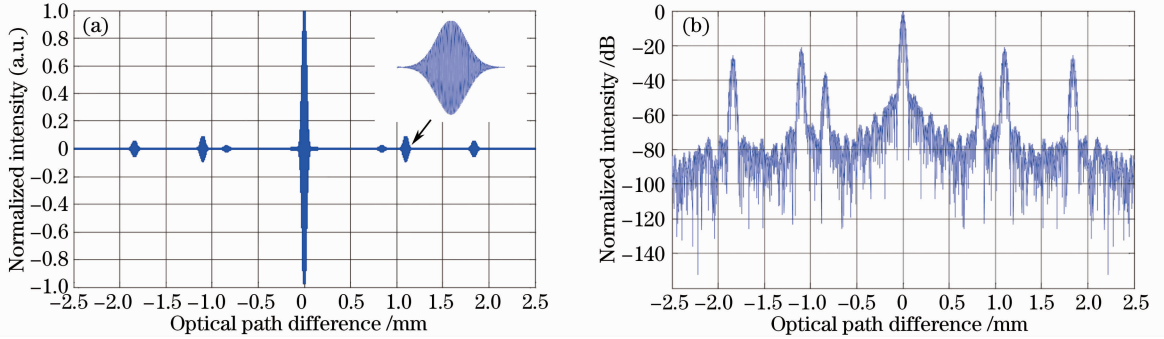 (a)
Normalized intensity (a.u.)
1.0
0.8
0.6
0.4
0.2
0
−0.2
−0.4
−0.6
−0.8
−1.0
−2.5 −2.0 −1.5 −1.0 −0.5 0 0.5 1.0 1.5 2.0 2.5
Optical path difference /mm
(b)
Normalized intensity /dB
0
−20
−40
−60
−80
−100
−120
−140
−2.5 −2.0 −1.5 −1.0 −0.5 0 0.5 1.0 1.5 2.0 2.5
Optical path difference /mm